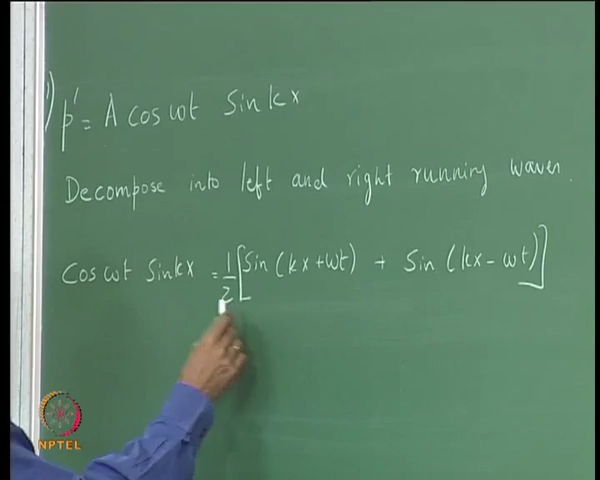 1) p' = A cos ωt sin kx
Decompose into left and right running waves.
Cos ωt sin kx = 1/2 [sin (kx + ωt) + sin (kx - ωt)]
NPTEL